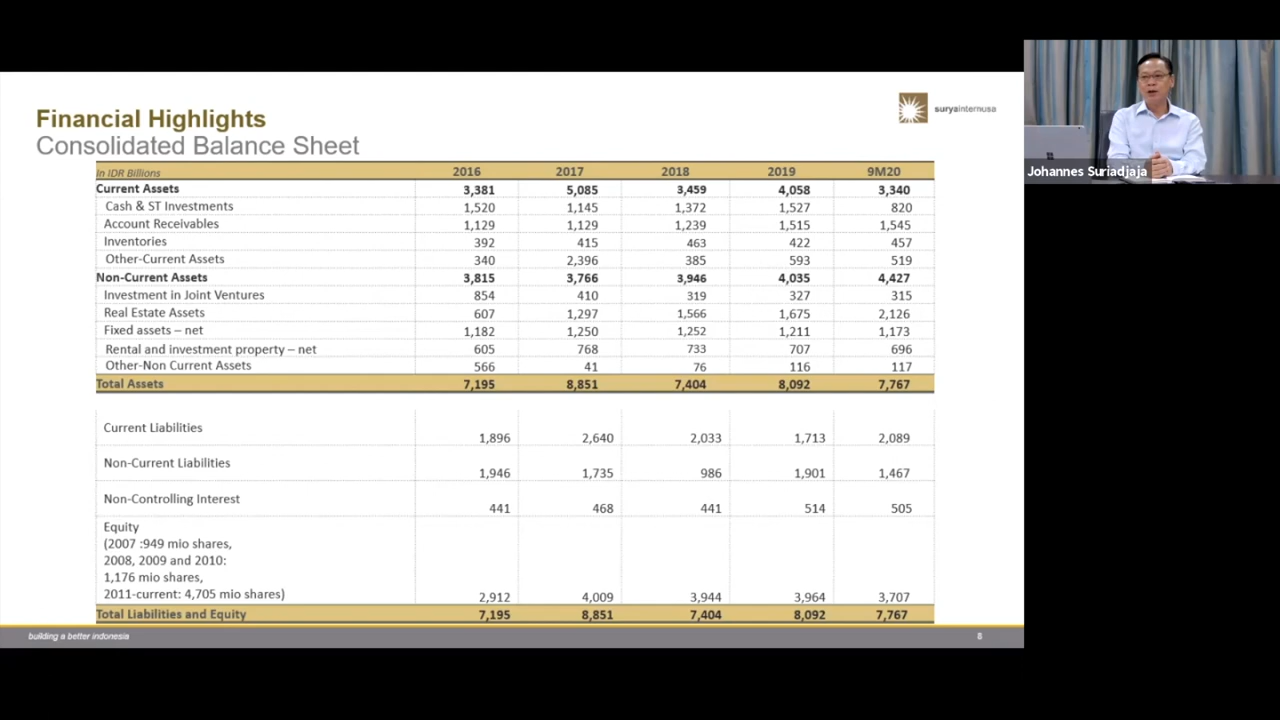 Financial Highlights
suryainternusa
Consolidated Balance Sheet
In IDR Billions 2016 2017 2018 2019 9M20
Current Assets 3,381 5,085 3,459 4,058 3,340
Cash & ST Investments 1,520 1,145 1,372 1,527 820
Account Receivables 1,129 1,129 1,239 1,515 1,545
Inventories 392 415 463 422 457
Other-Current Assets 340 2,396 385 593 519
Non-Current Assets 3,815 3,766 3,946 4,035 4,427
Investment in Joint Ventures 854 410 319 327 315
Real Estate Assets 607 1,297 1,566 1,675 2,126
Fixed assets – net 1,182 1,250 1,252 1,211 1,173
Rental and investment property – net 605 768 733 707 696
Other-Non Current Assets 566 41 76 116 117
Total Assets 7,195 8,851 7,404 8,092 7,767
Current Liabilities 1,896 2,640 2,033 1,713 2,089
Non-Current Liabilities 1,946 1,735 986 1,901 1,467
Non-Controlling Interest 441 468 441 514 505
Equity
(2007 :949 mio shares,
2008, 2009 and 2010:
1,176 mio shares,
2011-current: 4,705 mio shares) 2,912 4,009 3,944 3,964 3,707
Total Liabilities and Equity 7,195 8,851 7,404 8,092 7,767
building a better indonesia 8
Johannes Suriadjaja